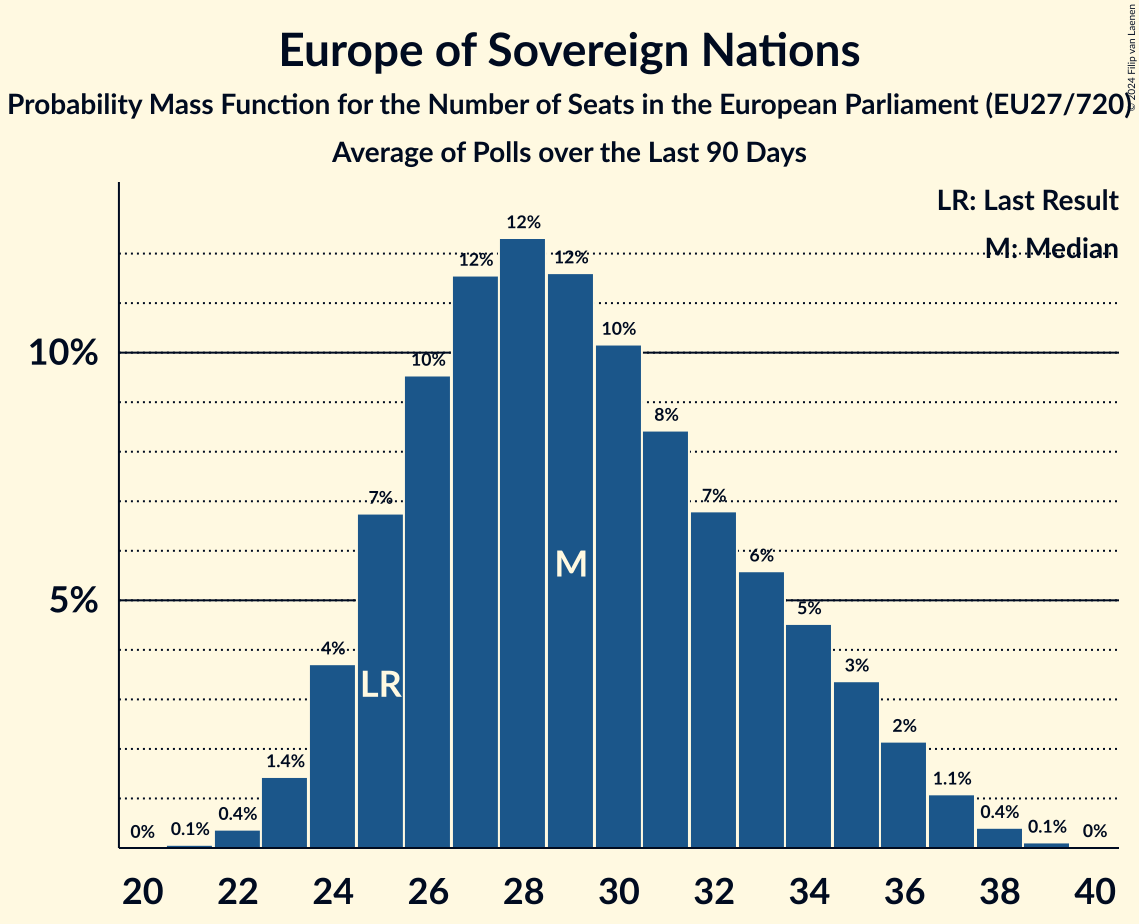 Europe of Sovereign Nations
Probability Mass Function for the Number of Seats in the European Parliament (EU27/720)
Average of Polls over the Last 90 Days
© 2024 Filip van Laenen
LR: Last Result
M: Median
10%
5%
0%
0.1%
0.4%
1.4%
4%
7%
10%
12%
12%
12%
10%
8%
7%
6%
5%
3%
2%
1.1%
0.4%
0.1%
0%
LR
M
20 22 24 26 28 30 32 34 36 38 40